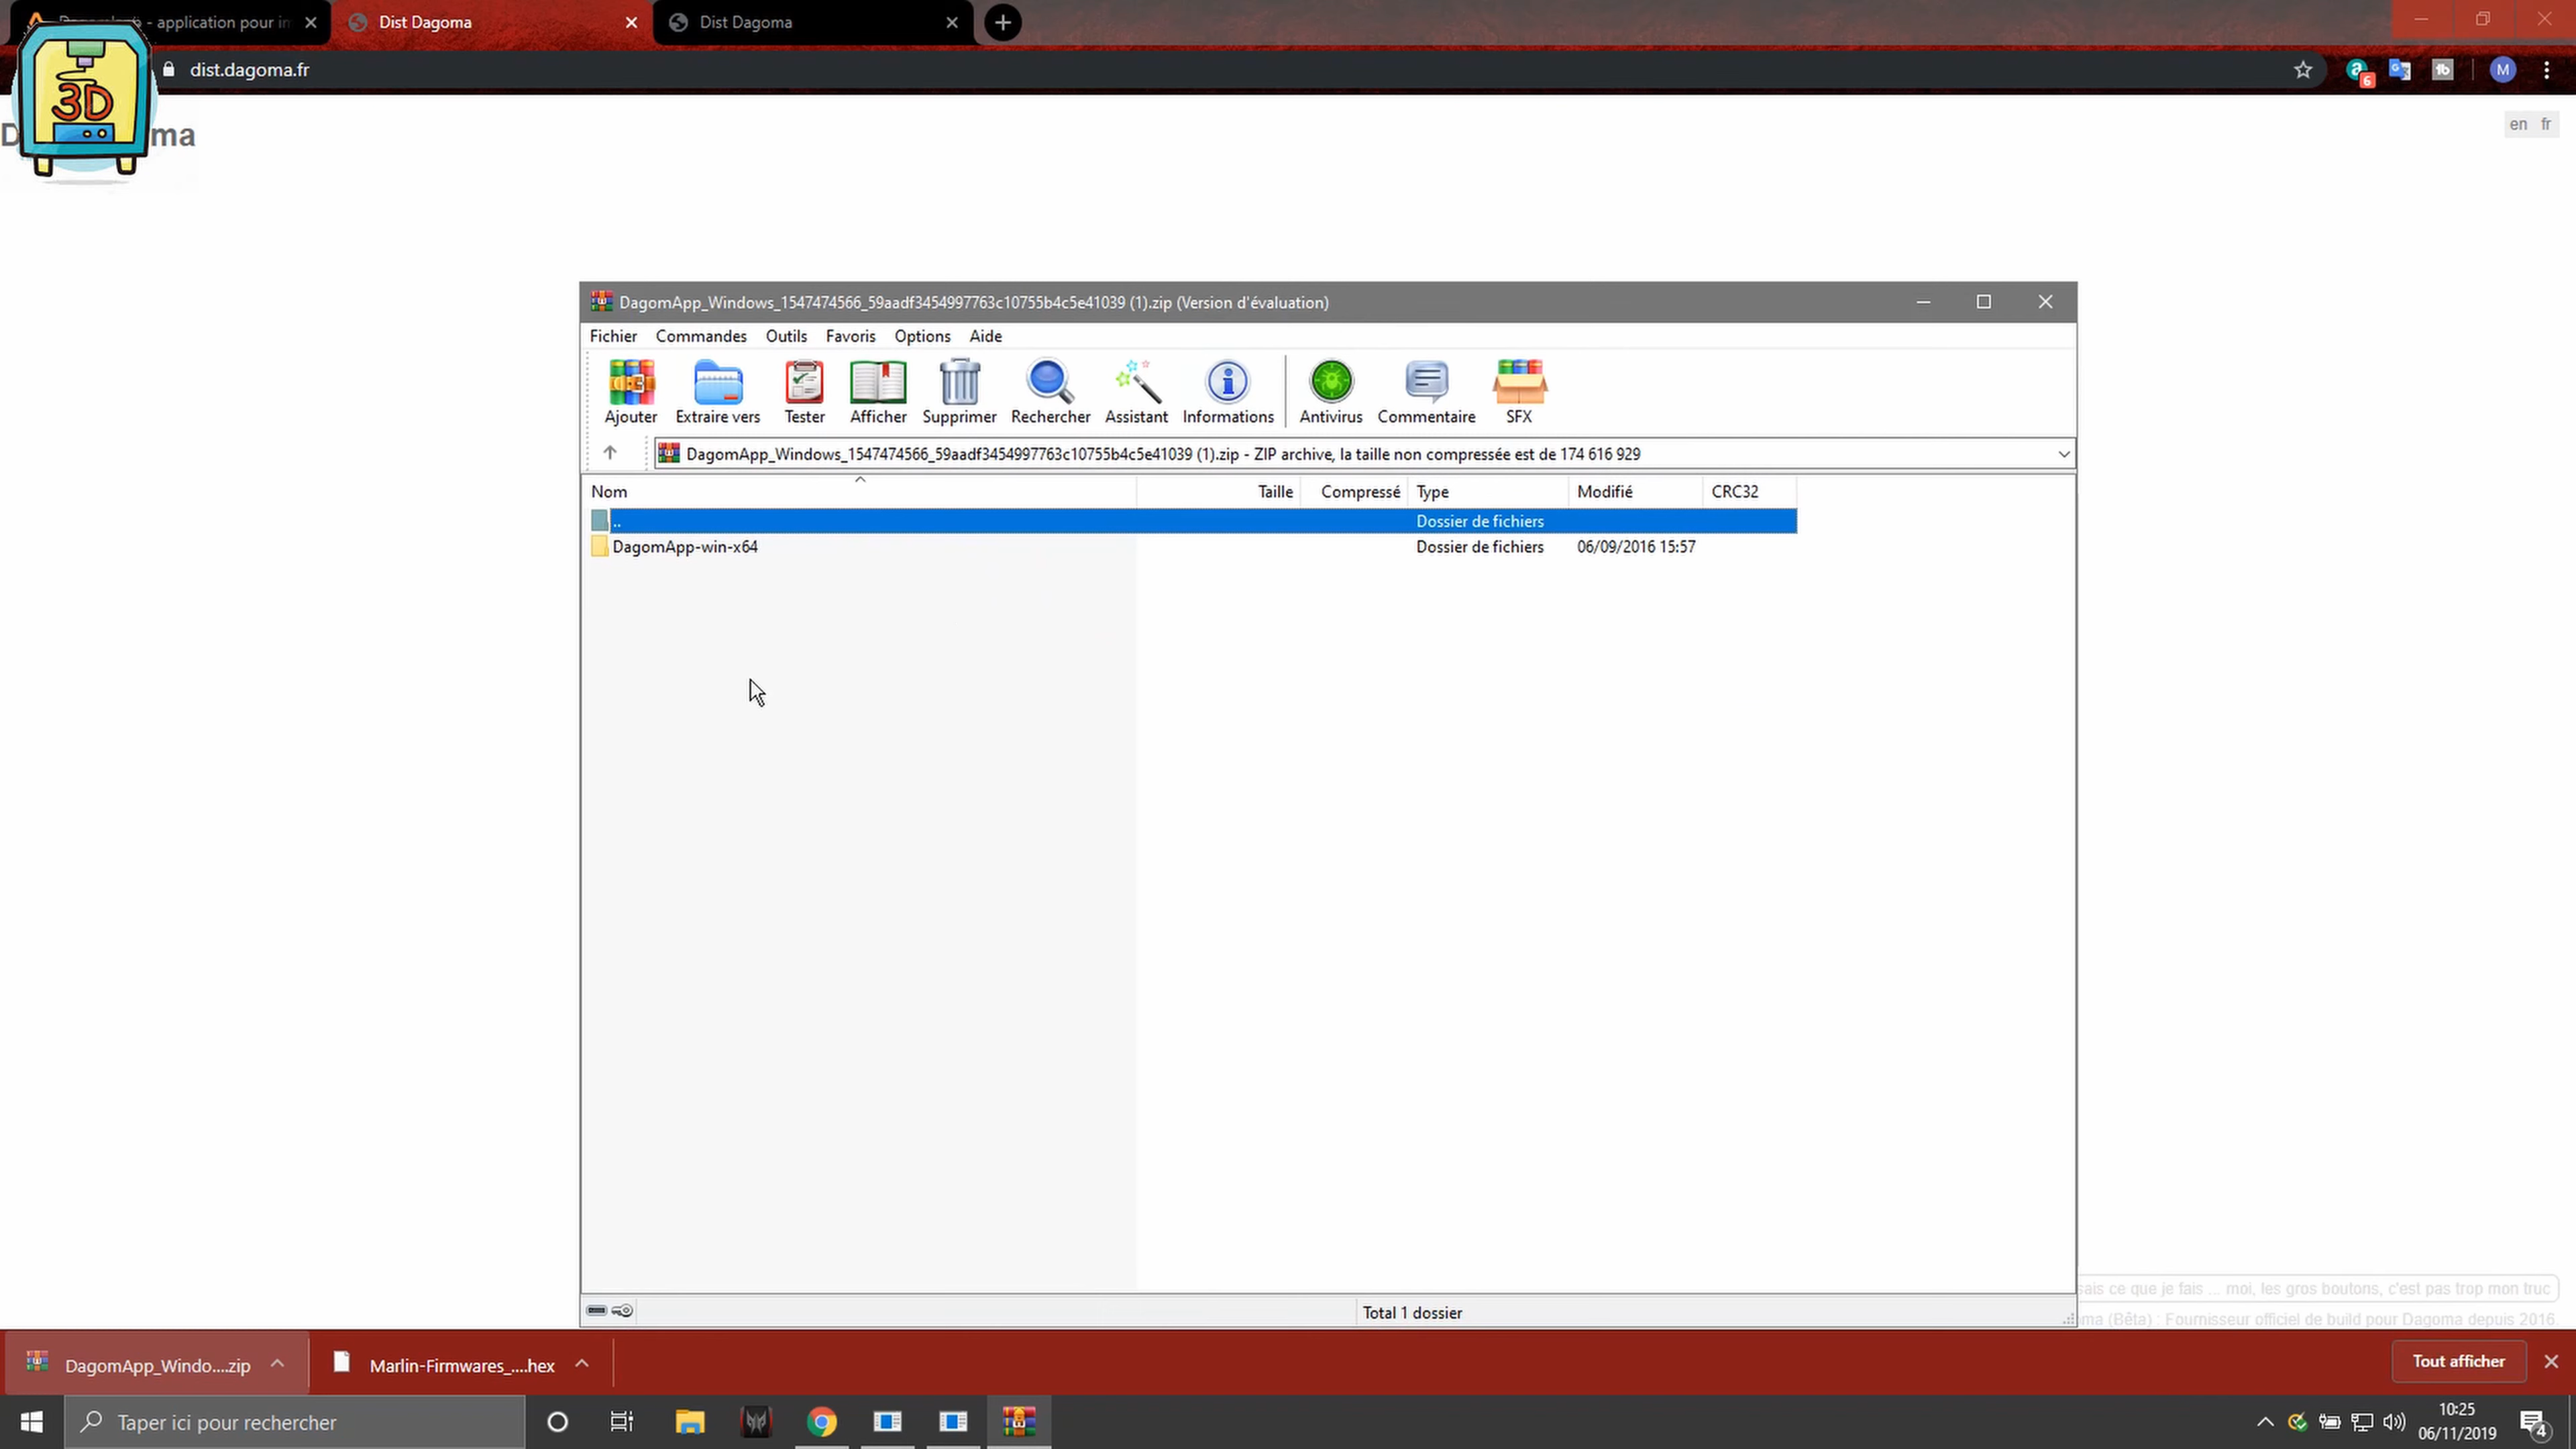 - application pour in
Dist Dagoma
Dist Dagoma
dist.dagoma.fr
6
M
3D
D
ma
en fr
DagomApp_Windows_1547474566_59aadf3454997763c10755b4c5e41039 (1).zip (Version d'évaluation)
Fichier Commandes Outils Favoris Options Aide
Ajouter Extraire vers Tester Afficher Supprimer Rechercher Assistant Informations Antivirus Commentaire SFX
DagomApp_Windows_1547474566_59aadf3454997763c10755b4c5e41039 (1).zip - ZIP archive, la taille non compressée est de 174 616 929
Nom Taille Compressé Type Modifié CRC32
.. Dossier de fichiers
DagomApp-win-x64 Dossier de fichiers 06/09/2016 15:57
Total 1 dossier
sais ce que je fais ... moi, les gros boutons, c'est pas trop mon truc
ma (Bêta) : Fournisseur officiel de build pour Dagoma depuis 2016
DagomApp_Windo....zip
Marlin-Firmwares_....hex
Tout afficher
Taper ici pour rechercher
10:25
06/11/2019
4